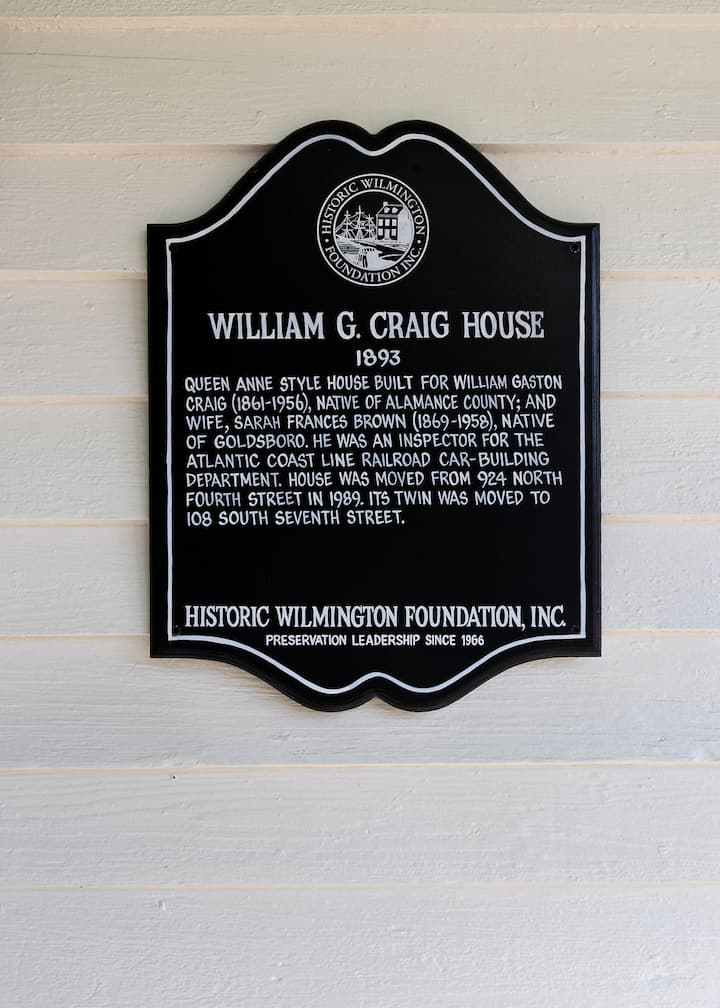 HISTORIC WILMINGTON
FOUNDATION INC.
WILLIAM G. CRAIG HOUSE
1893
QUEEN ANNE STYLE HOUSE BUILT FOR WILLIAM GASTON
CRAIG (1861-1956), NATIVE OF ALAMANCE COUNTY; AND
WIFE, SARAH FRANCES BROWN (1869-1958), NATIVE
OF GOLDSBORO. HE WAS AN INSPECTOR FOR THE
ATLANTIC COAST LINE RAILROAD CAR-BUILDING
DEPARTMENT. HOUSE WAS MOVED FROM 924 NORTH
FOURTH STREET IN 1989. ITS TWIN WAS MOVED TO
108 SOUTH SEVENTH STREET.
HISTORIC WILMINGTON FOUNDATION, INC.
PRESERVATION LEADERSHIP SINCE 1966